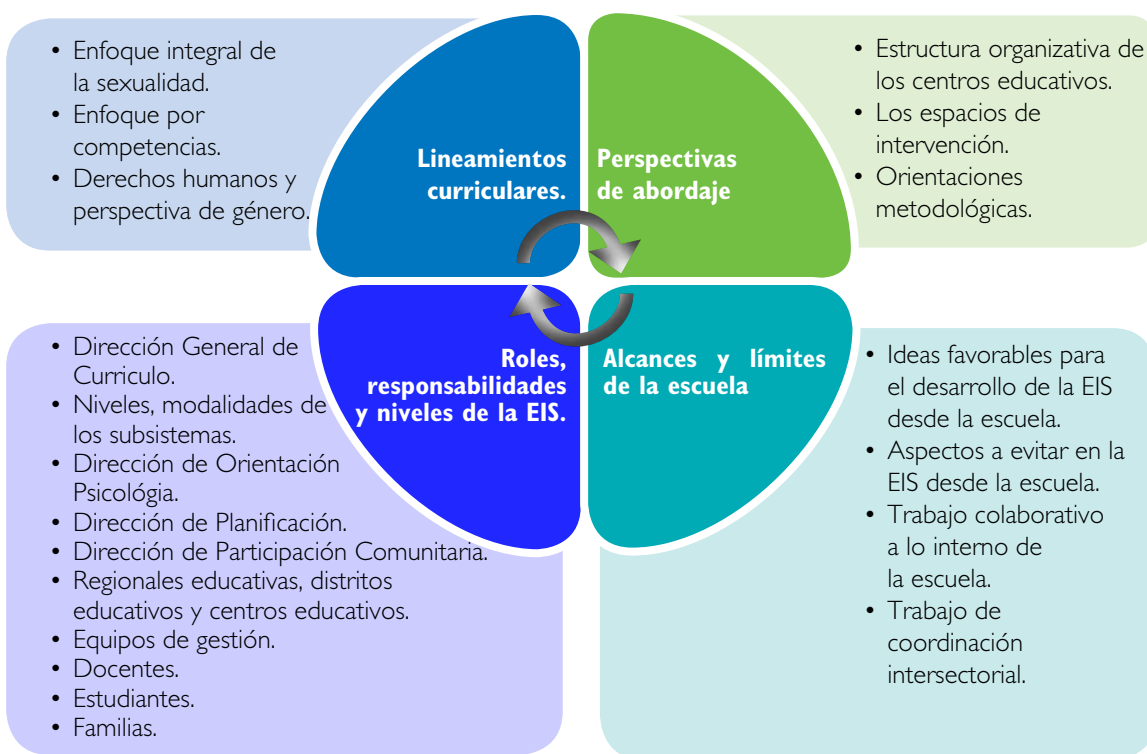 • Enfoque integral de
la sexualidad.
• Enfoque por
competencias.
• Derechos humanos y
perspectiva de género.
Lineamientos
curriculares.
Perspectivas
de abordaje
• Estructura organizativa de
los centros educativos.
• Los espacios de
intervención.
• Orientaciones
metodológicas.
• Dirección General de
Curriculo.
• Niveles, modalidades de
los subsistemas.
• Dirección de Orientación
Psicológia.
• Dirección de Planificación.
• Dirección de Participación Comunitaria.
• Regionales educativas, distritos
educativos y centros educativos.
• Equipos de gestión.
• Docentes.
• Estudiantes.
• Familias.
Roles,
responsabilidades
y niveles de la EIS.
Alcances y límites
de la escuela
• Ideas favorables para
el desarrollo de la EIS
desde la escuela.
• Aspectos a evitar en la
EIS desde la escuela.
• Trabajo colaborativo
a lo interno de
la escuela.
• Trabajo de
coordinación
intersectorial.